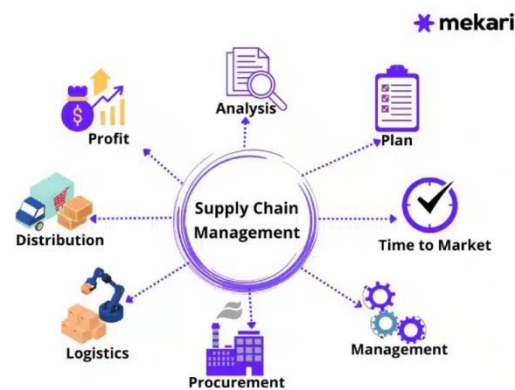 mekari
Analysis
Plan
Profit
Supply Chain
Management
Time to Market
Distribution
Logistics
Management
Procurement